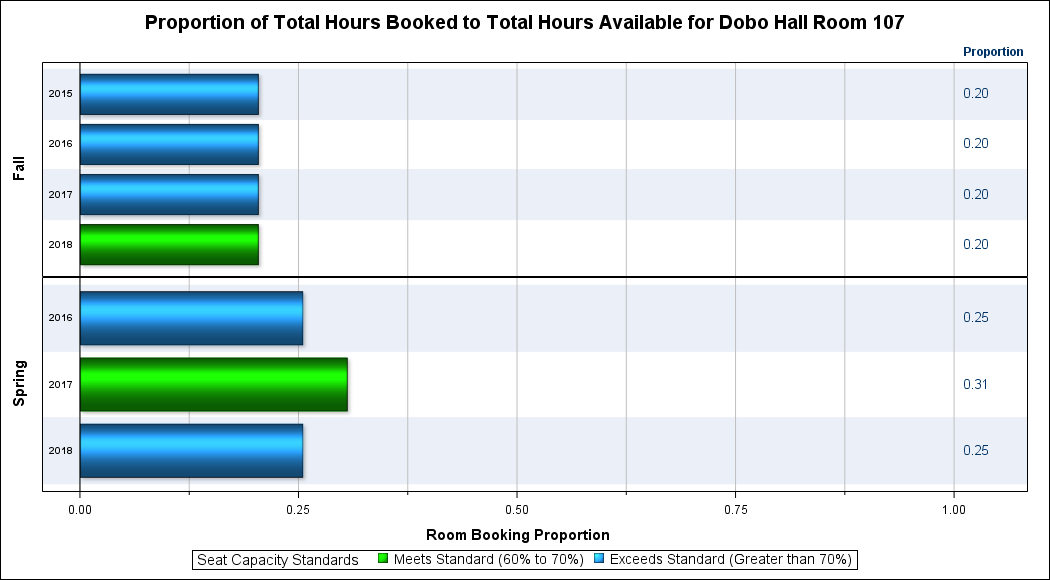 Proportion of Total Hours Booked to Total Hours Available for Dobo Hall Room 107
Proportion
Fall
2015 0.20
2016 0.20
2017 0.20
2018 0.20
Spring
2016 0.25
2017 0.31
2018 0.25
0.00 0.25 0.50 0.75 1.00
Room Booking Proportion
Seat Capacity Standards Meets Standard (60% to 70%) Exceeds Standard (Greater than 70%)